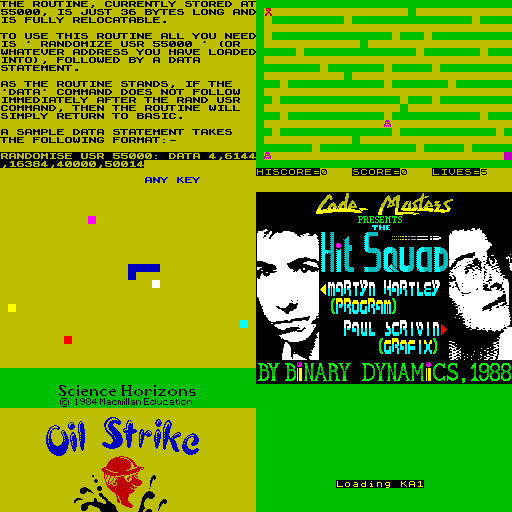 THE ROUTINE, CURRENTLY STORED AT
55000, IS JUST 36 BYTES LONG AND
IS FULLY RELOCATABLE.
TO USE THIS ROUTINE ALL YOU NEED
IS ' RANDOMIZE USR 55000 ' (OR
WHATEVER ADDRESS YOU HAVE LOADED
INTO), FOLLOWED BY A DATA
STATEMENT.
AS THE ROUTINE STANDS, IF THE
'DATA' COMMAND DOES NOT FOLLOW
IMMEDIATELY AFTER THE RAND USR
COMMAND, THEN THE ROUTINE WILL
SIMPLY RETURN TO BASIC.
A SAMPLE DATA STATEMENT TAKES
THE FOLLOWING FORMAT:-
RANDOMISE USR 55000: DATA 4,6144
,16384,40000,50014
ANY KEY
HISCORE=0 SCORE=0 LIVES=5
Code Masters
PRESENTS
THE
Hit Squad
MARTYN HARTLEY
(PROGRAM)
PAUL SCRIVIN
(GRAFIX)
BY BiNARY DYNAMiCS, 1988
Science Horizons
© 1984 Macmillan Education
Oil Strike
Loading KA1